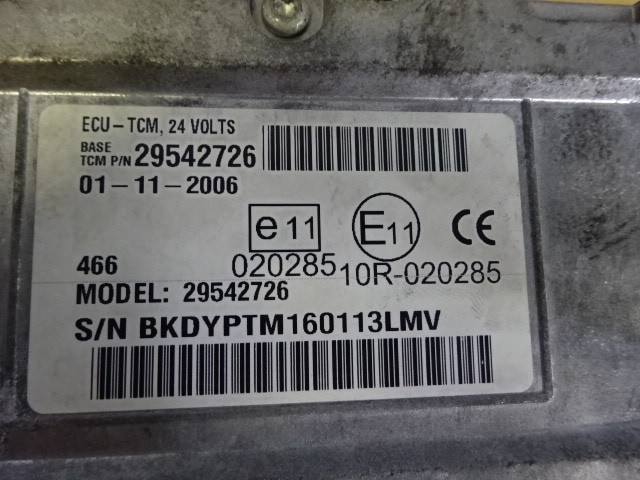 ECU-TCM, 24 VOLTS
BASE
TCM P/N 29542726
01-11-2006
e11 E11 CE
466 020285 10R-020285
MODEL: 29542726
S/N BKDYPTM160113LMV